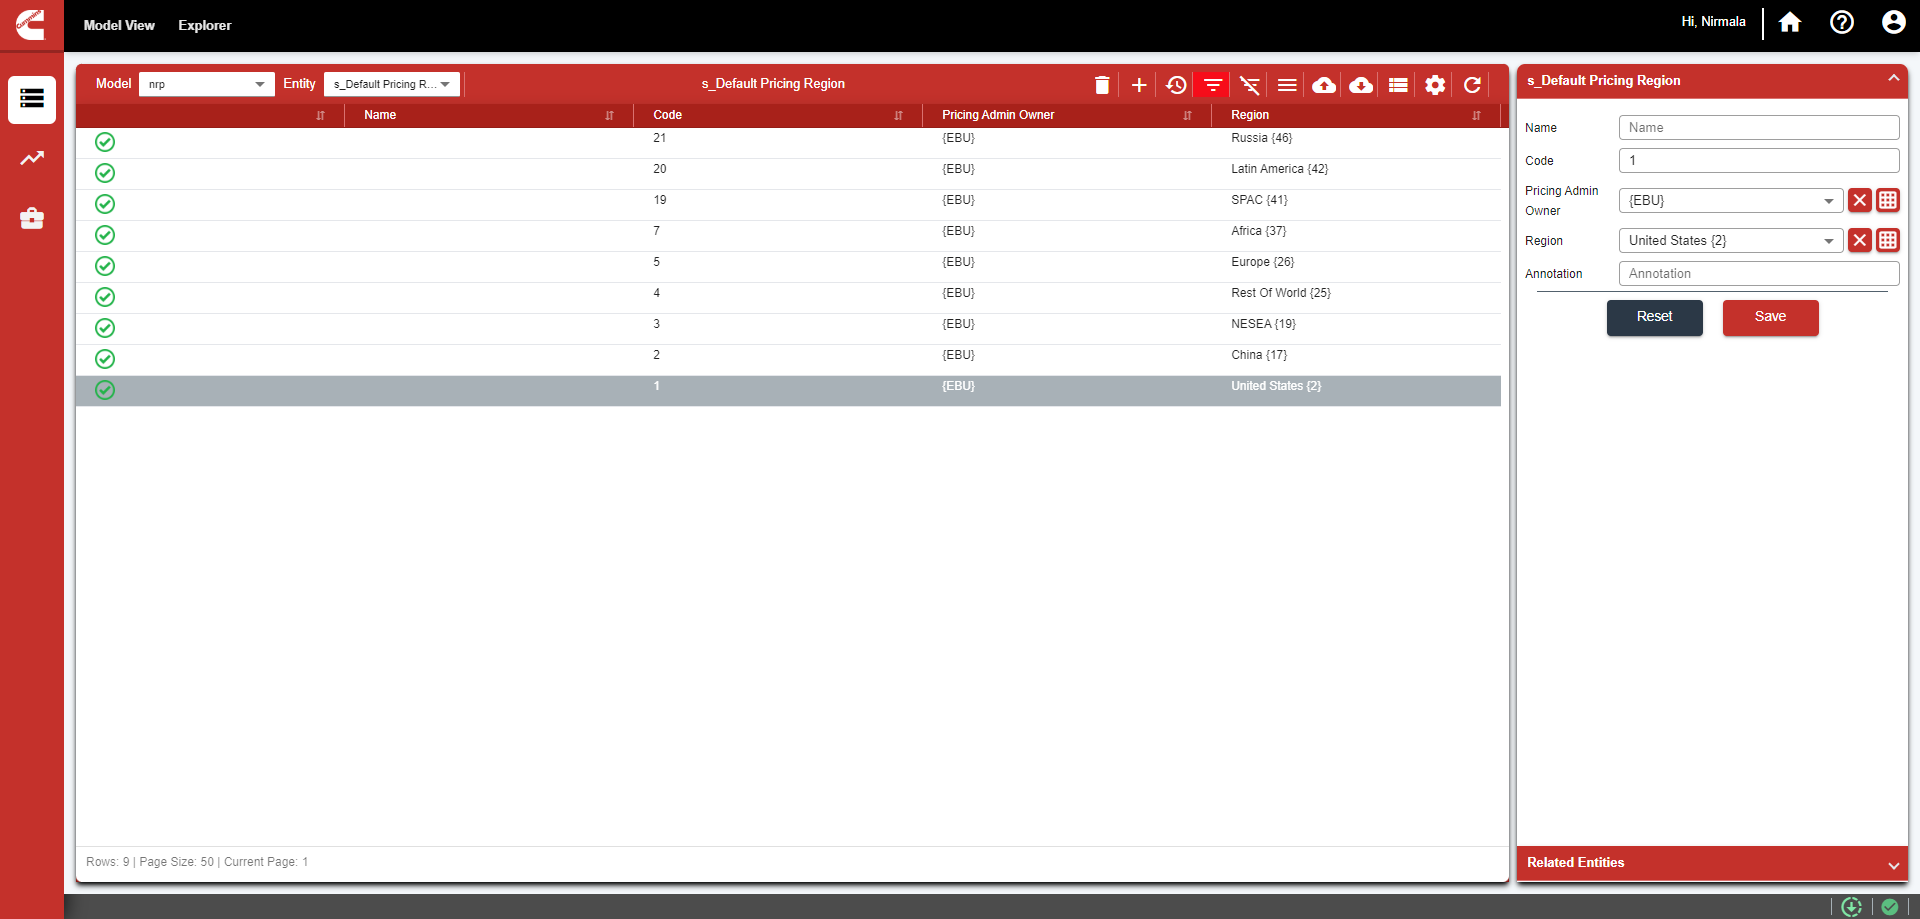 Cummins
Model View Explorer
Hi, Nirmala
Model nrp Entity s_Default Pricing R... s_Default Pricing Region
Name Code Pricing Admin Owner Region
21 {EBU} Russia {46}
20 {EBU} Latin America {42}
19 {EBU} SPAC {41}
7 {EBU} Africa {37}
5 {EBU} Europe {26}
4 {EBU} Rest Of World {25}
3 {EBU} NESEA {19}
2 {EBU} China {17}
1 {EBU} United States {2}
Rows: 9 | Page Size: 50 | Current Page: 1
s_Default Pricing Region
Name Name
Code 1
Pricing Admin
Owner
{EBU}
Region United States {2}
Annotation Annotation
Reset Save
Related Entities